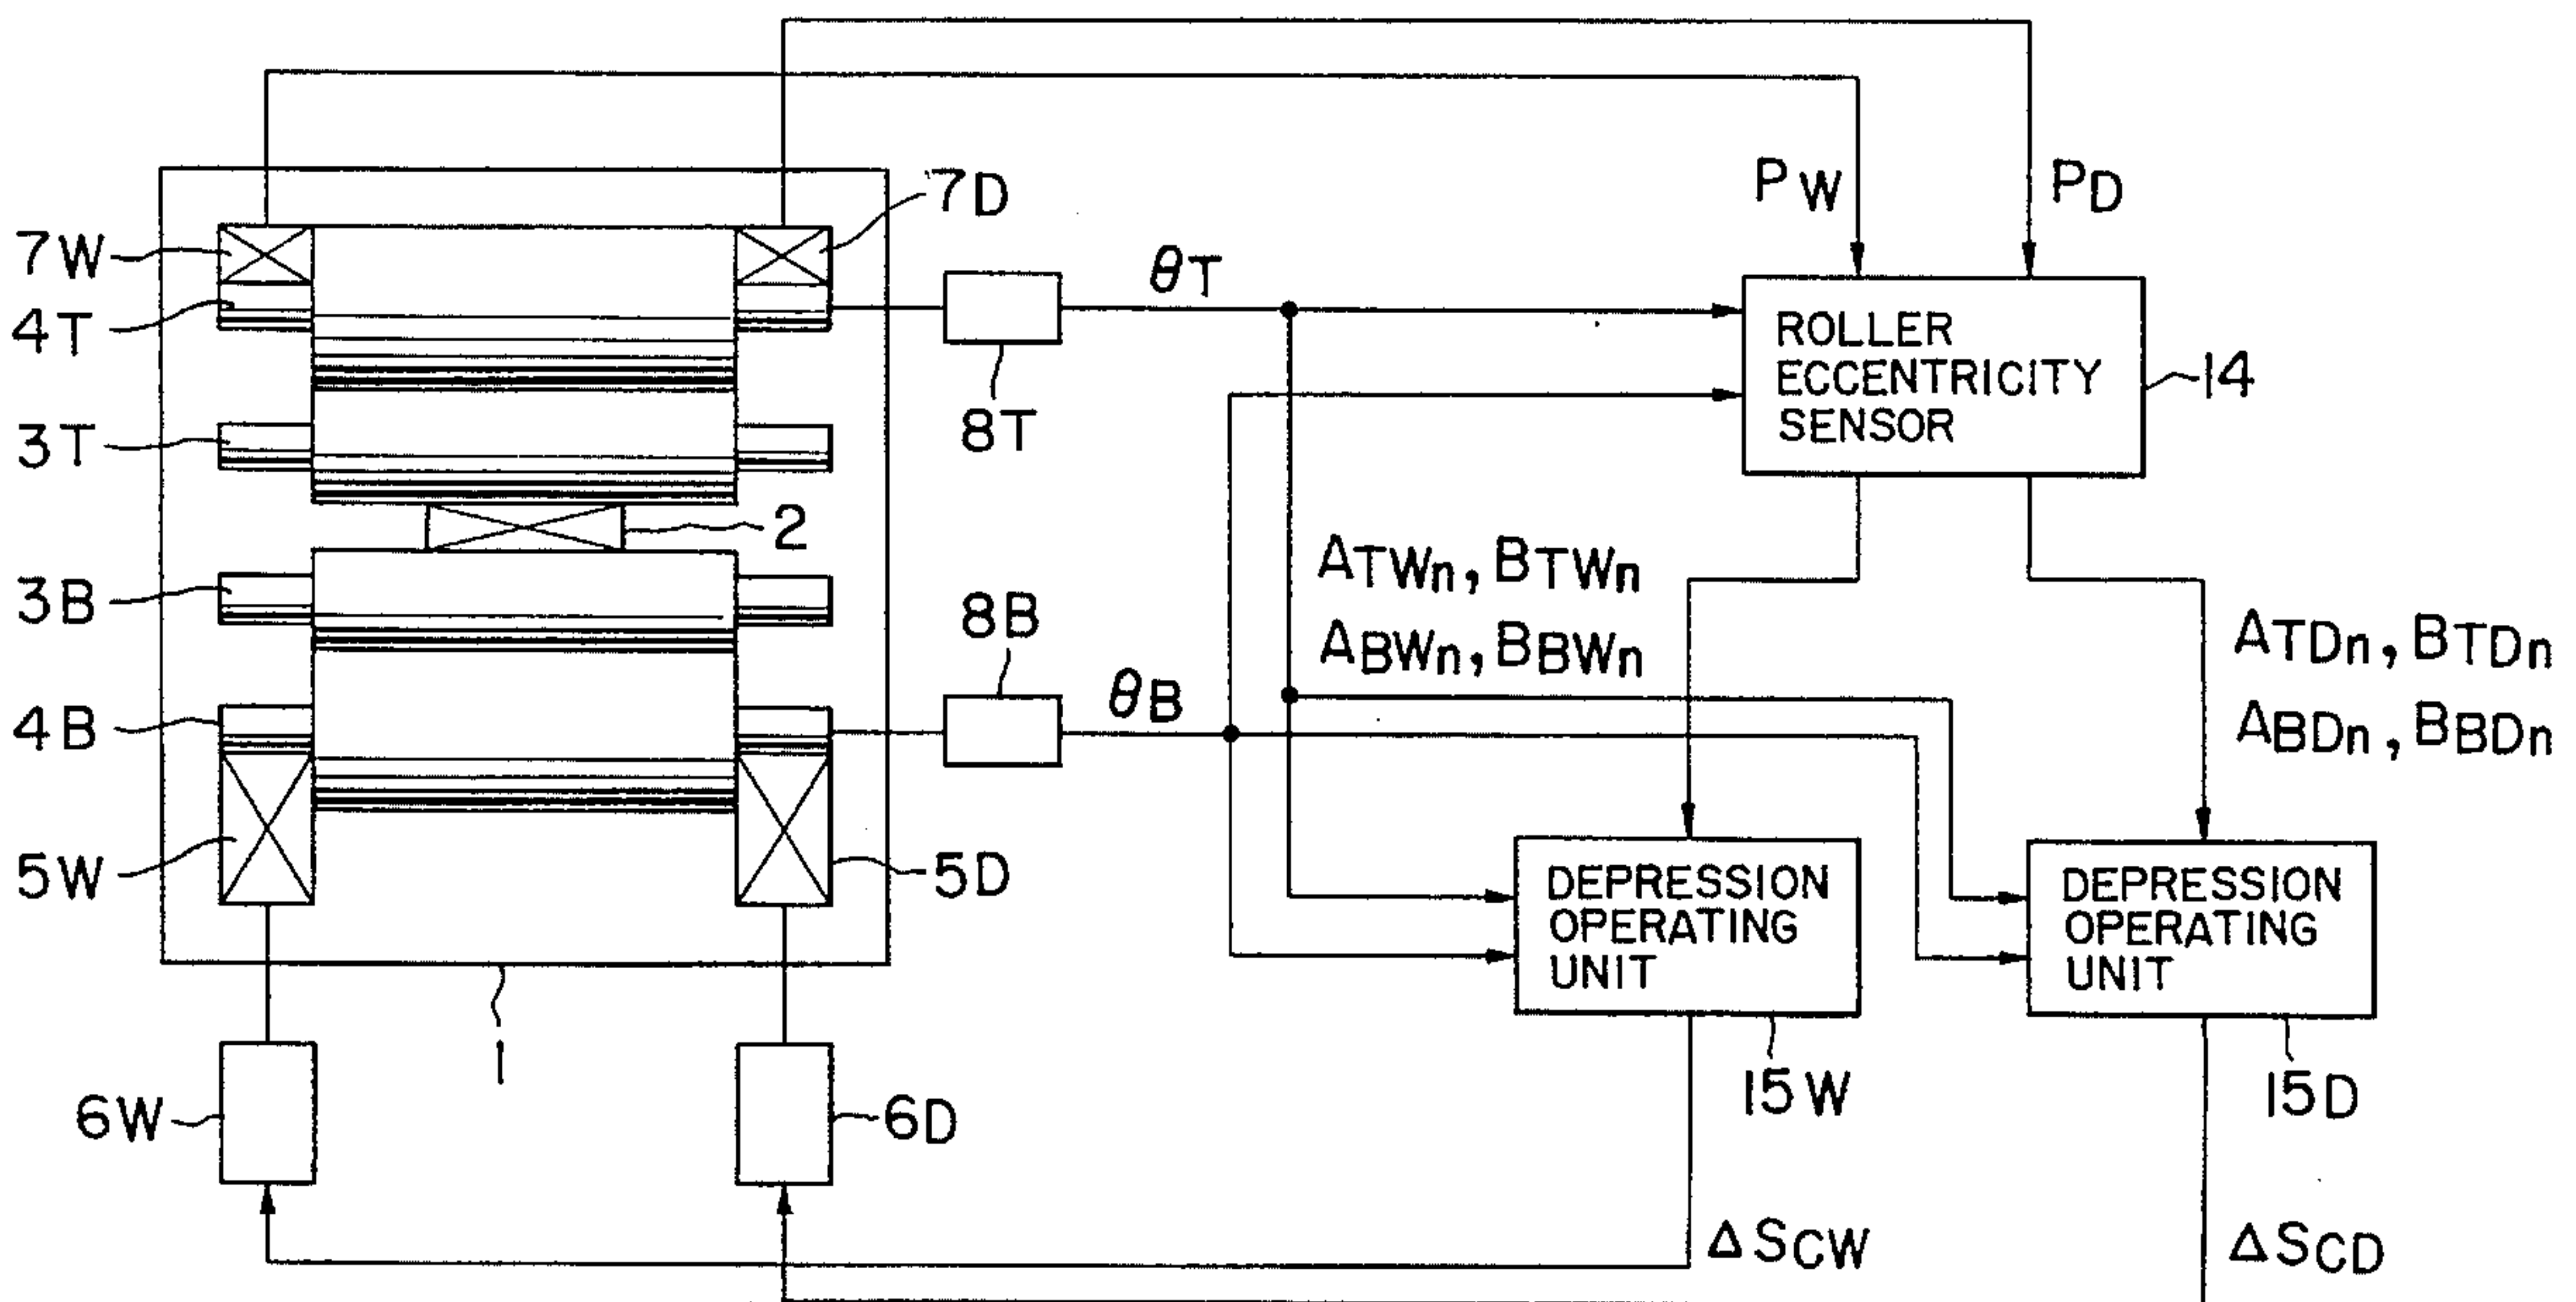 7D
PW
PD
7W
θT
4T
ROLLER
ECCENTRICITY
SENSOR
14
8T
3T
2
ATWn, BTWn
3B
8B
ABWn, BBWn
ATDn, BTDn
θB
4B
ABDn, BBDn
5W
5D
DEPRESSION
OPERATING
UNIT
DEPRESSION
OPERATING
UNIT
1
15W
15D
6W
6D
ΔSCW
ΔSCD